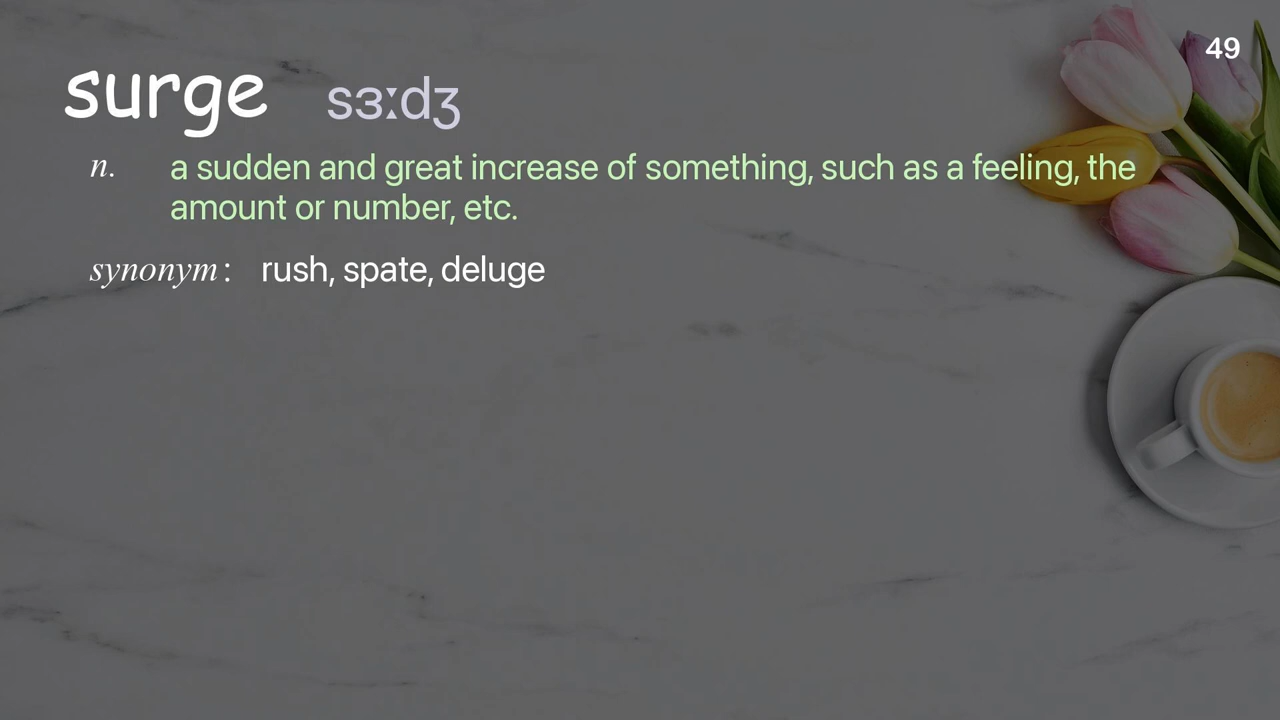 49
surge sɜːdʒ
n. a sudden and great increase of something, such as a feeling, the
amount or number, etc.
synonym: rush, spate, deluge